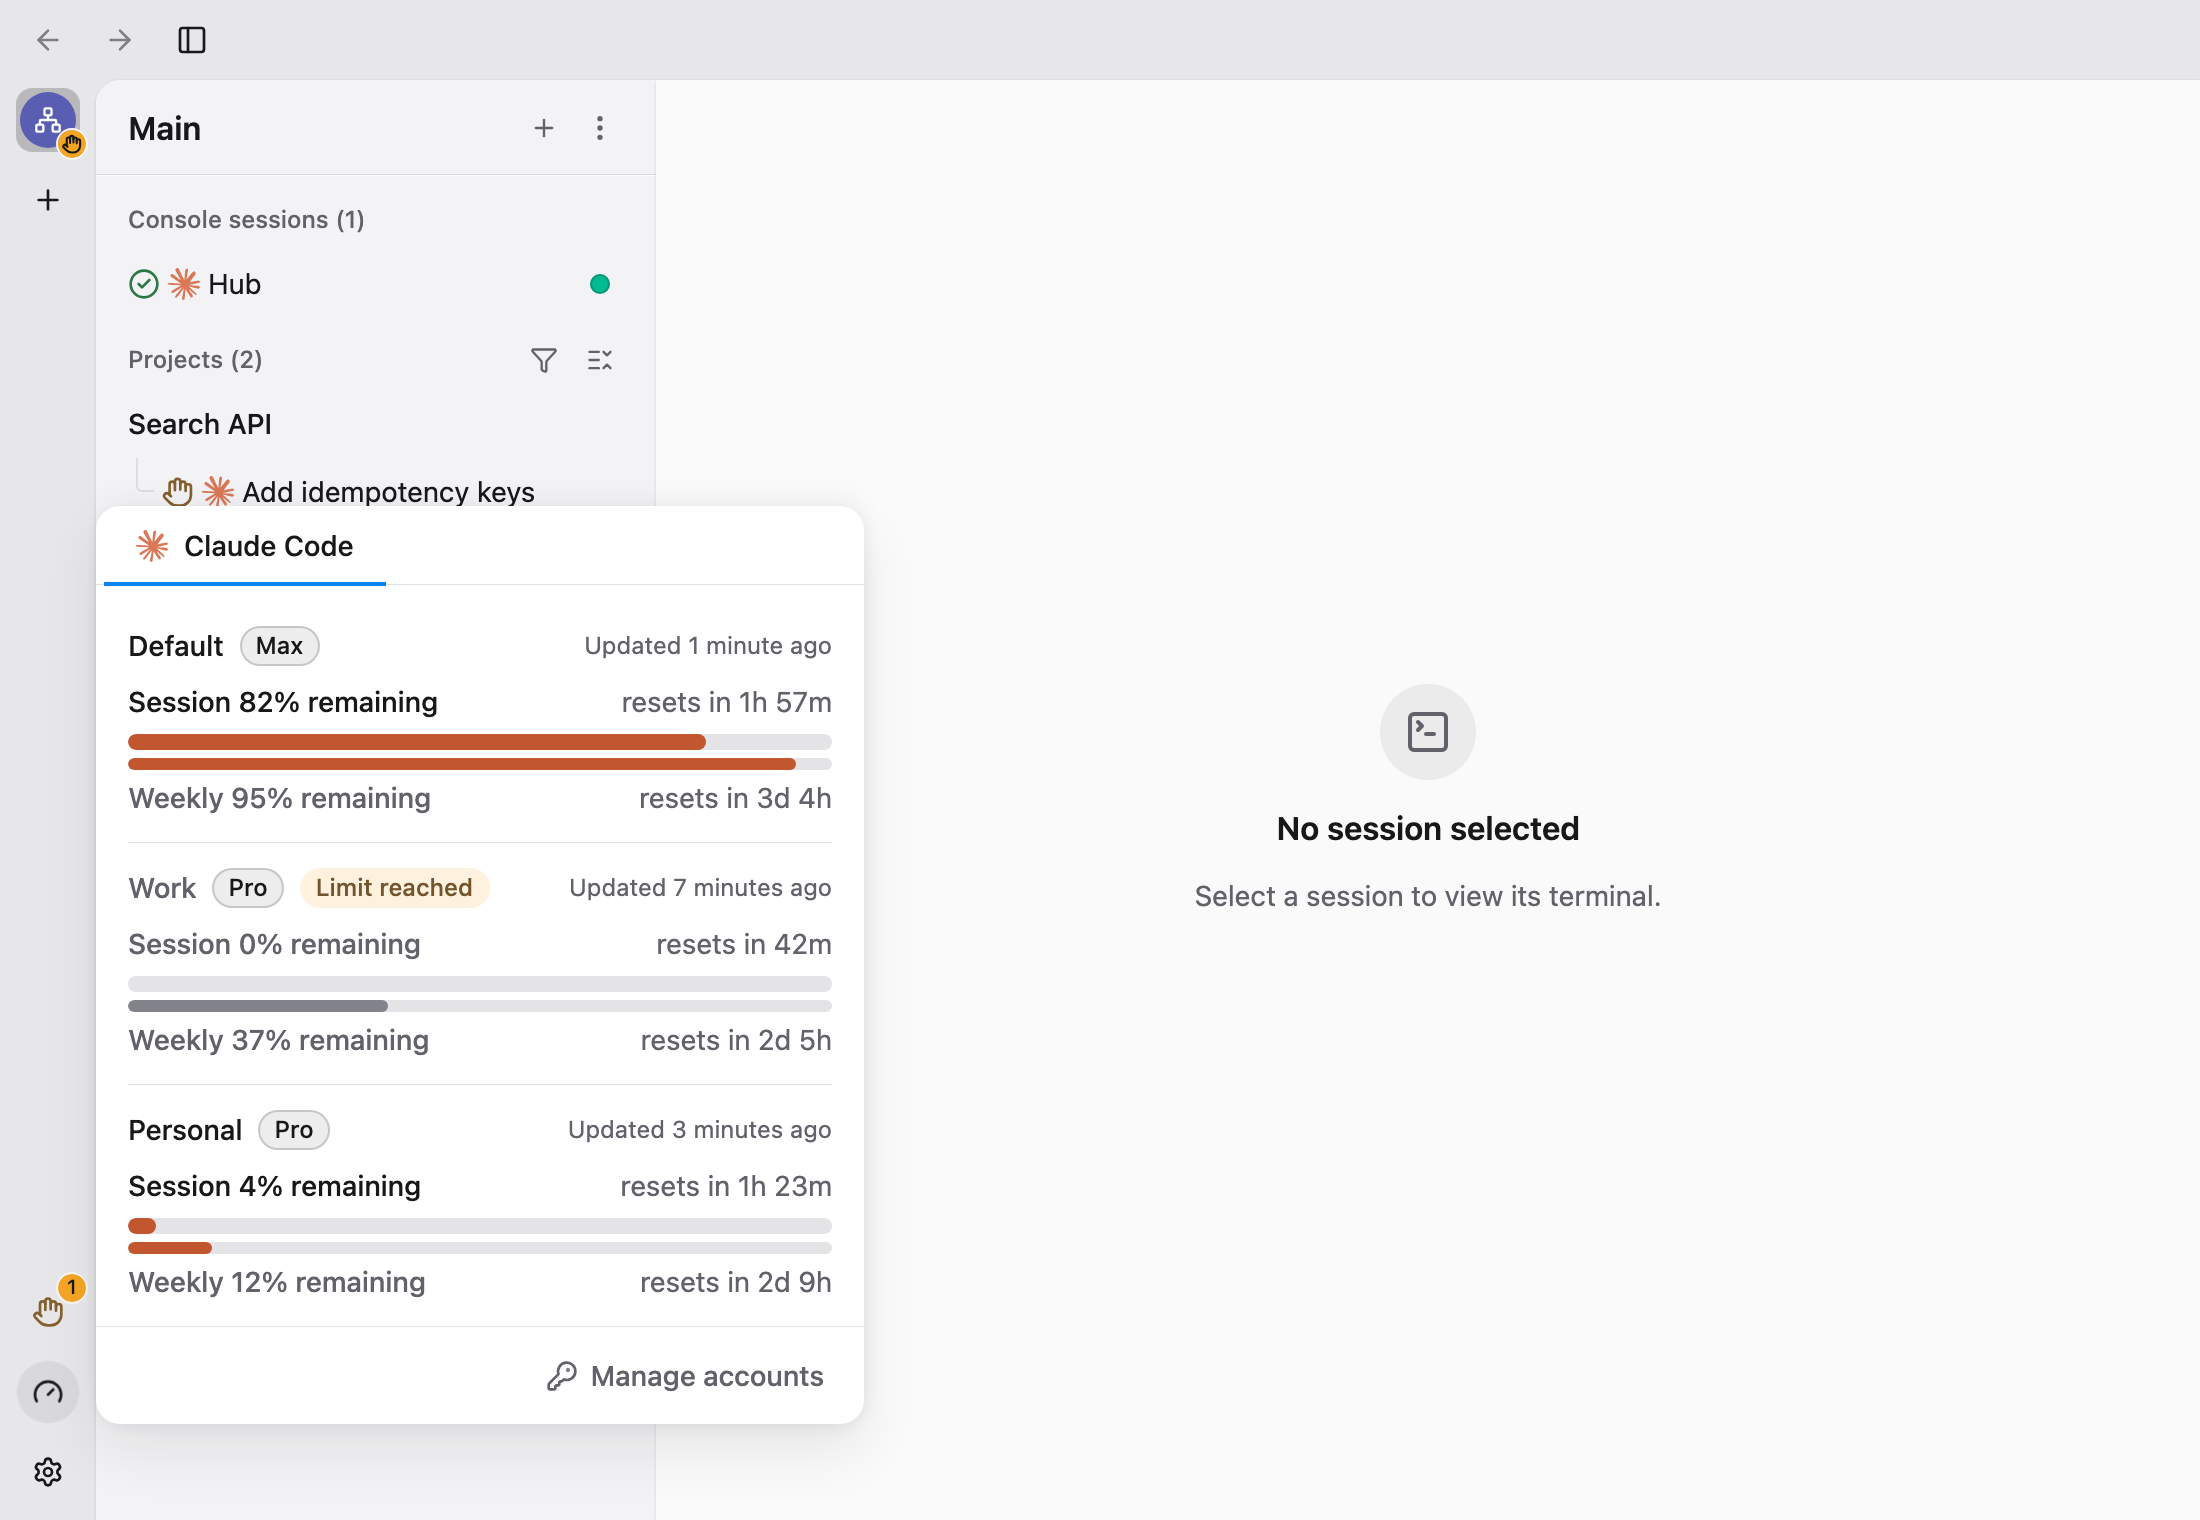 Main
Console sessions (1)
Hub
Projects (2)
Search API
Add idempotency keys
Claude Code
Default Max Updated 1 minute ago
Session 82% remaining resets in 1h 57m
Weekly 95% remaining resets in 3d 4h
Work Pro Limit reached Updated 7 minutes ago
Session 0% remaining resets in 42m
Weekly 37% remaining resets in 2d 5h
Personal Pro Updated 3 minutes ago
Session 4% remaining resets in 1h 23m
Weekly 12% remaining resets in 2d 9h
Manage accounts
1
No session selected
Select a session to view its terminal.